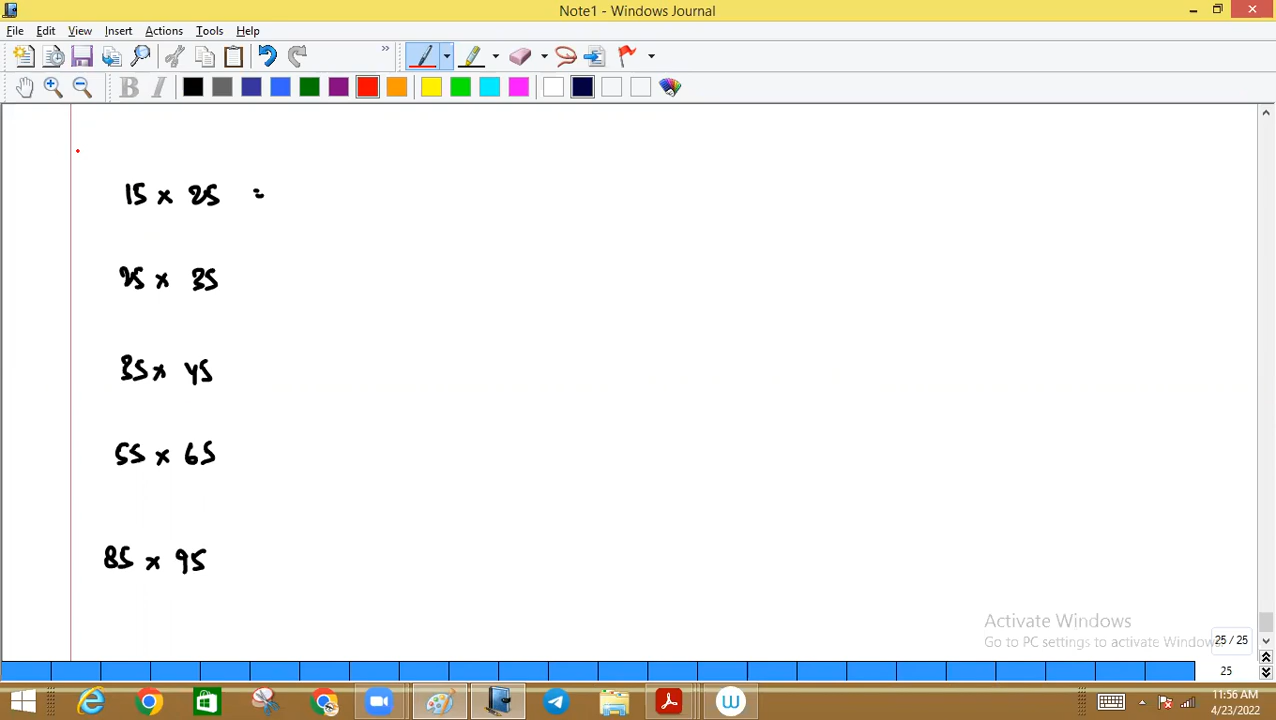 Note1 - Windows Journal
File Edit View Insert Actions Tools Help
»
B I
15 × 25 =
25 × 35
35 × 45
55 × 65
85 × 95
Activate Windows
Go to PC settings to activate Windows.
25 / 25
25
W
11:56 AM
4/23/2022